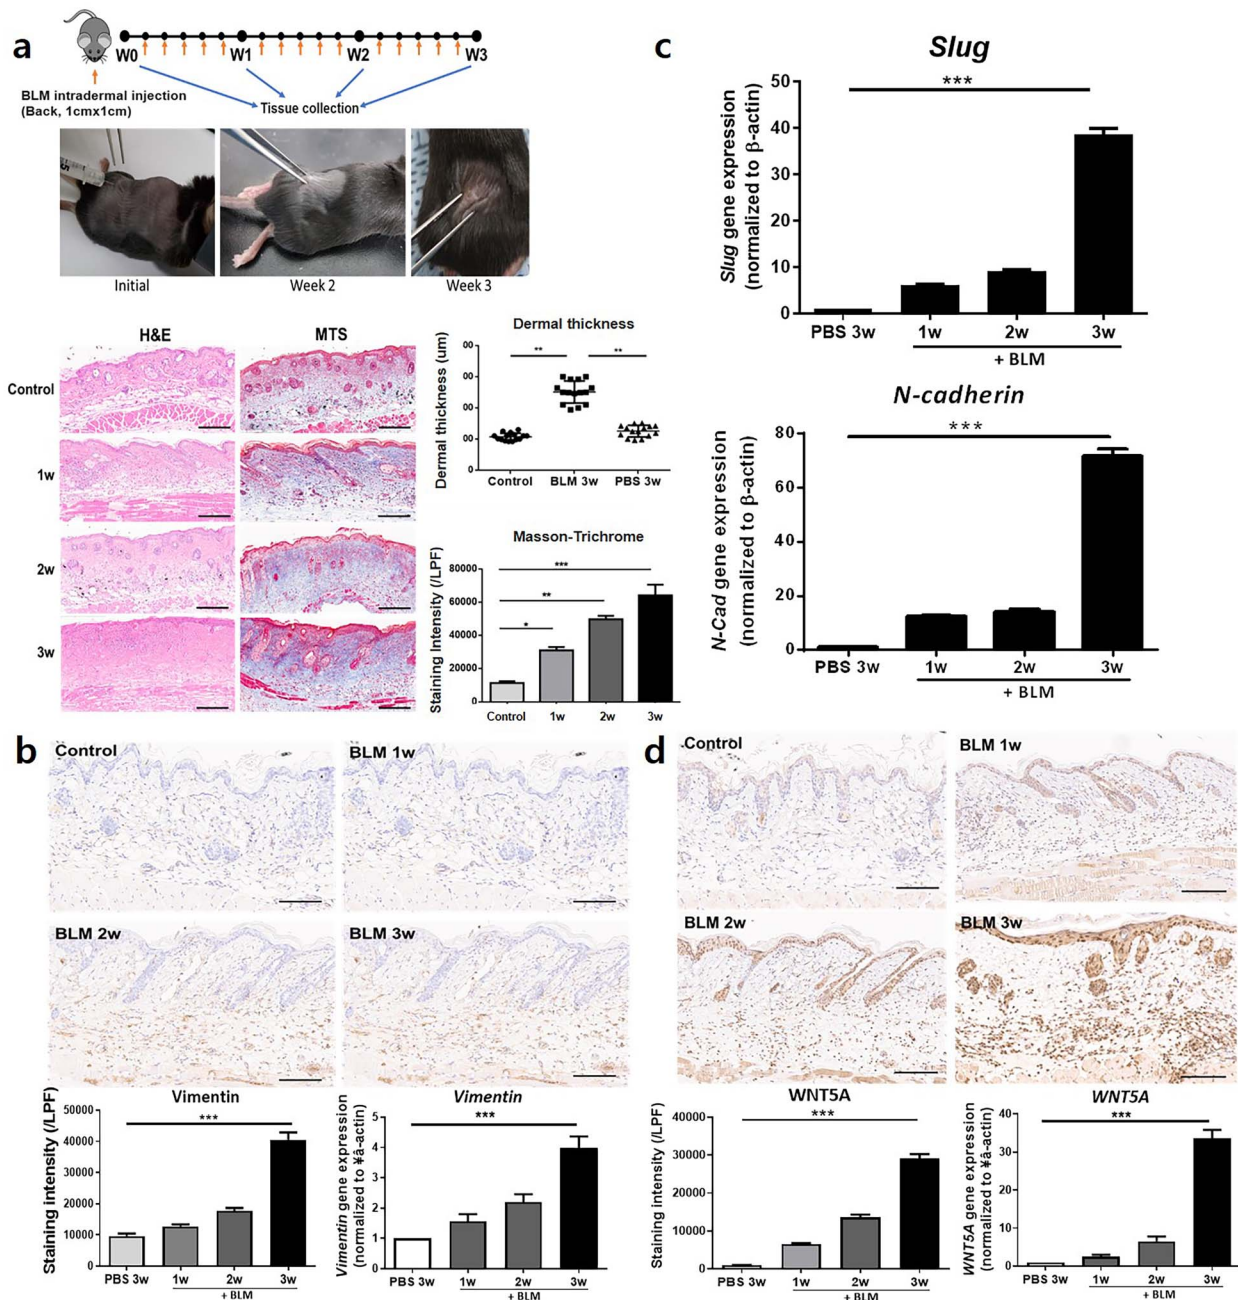 a
W0
W1
W2
W3
BLM intradermal injection
(Back, 1cmx1cm)
Tissue collection
Initial
Week 2
Week 3
H&E
MTS
Control
1w
2w
3w
Dermal thickness
Dermal thickness (um)
00
00
00
00
**
**
Control
BLM 3w
PBS 3w
Masson-Trichrome
Staining Intensity (/LPF)
80000
60000
40000
20000
0
***
**
*
Control
1w
2w
3w
b
Control
BLM 1w
BLM 2w
BLM 3w
Vimentin
Staining intensity (/LPF)
50000
40000
30000
20000
10000
0
***
PBS 3w
1w
2w
3w
+ BLM
Vimentin
Vimentin gene expression
(normalized to ¥â-actin)
5
4
3
2
1
0
***
PBS 3w
1w
2w
3w
+ BLM
c
Slug
Slug gene expression
(normalized to β-actin)
50
40
30
20
10
0
***
PBS 3w
1w
2w
3w
+ BLM
N-cadherin
N-Cad gene expression
(normalized to β-actin)
80
60
40
20
0
***
PBS 3w
1w
2w
3w
+ BLM
d
Control
BLM 1w
BLM 2w
BLM 3w
WNT5A
Staining intensity (/LPF)
40000
30000
20000
10000
0
***
PBS 3w
1w
2w
3w
+ BLM
WNT5A
WNT5A gene expression
(normalized to ¥â-actin)
40
30
20
10
0
***
PBS 3w
1w
2w
3w
+ BLM